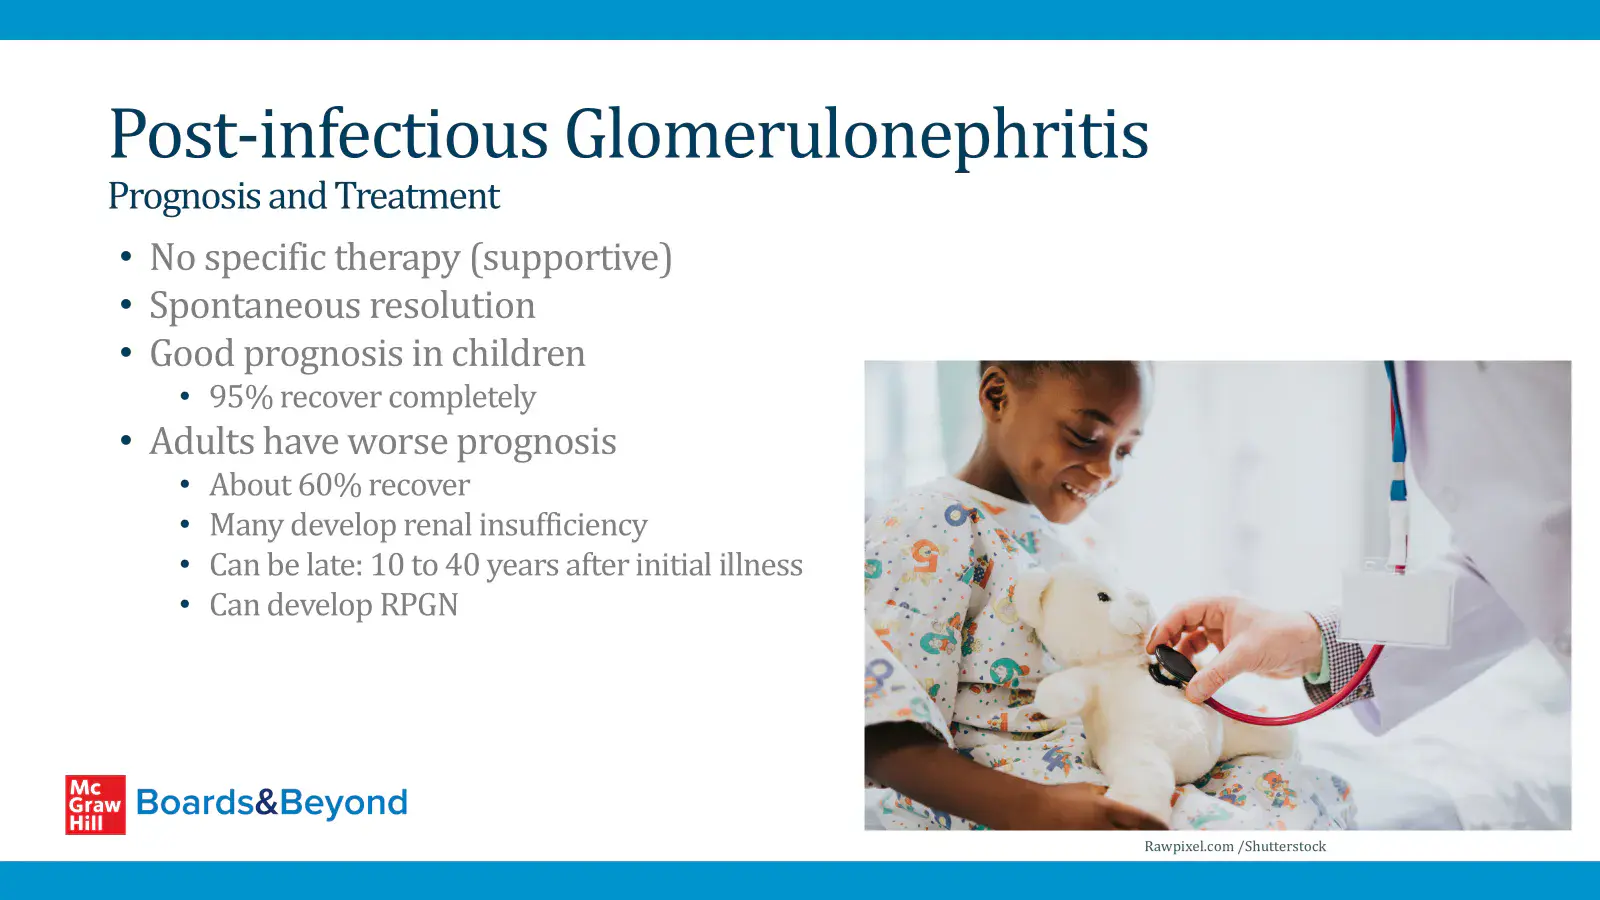 Post-infectious Glomerulonephritis
Prognosis and Treatment
• No specific therapy (supportive)
• Spontaneous resolution
• Good prognosis in children
• 95% recover completely
• Adults have worse prognosis
• About 60% recover
• Many develop renal insufficiency
• Can be late: 10 to 40 years after initial illness
• Can develop RPGN
Mc
Graw
Hill
Boards&Beyond
Rawpixel.com /Shutterstock